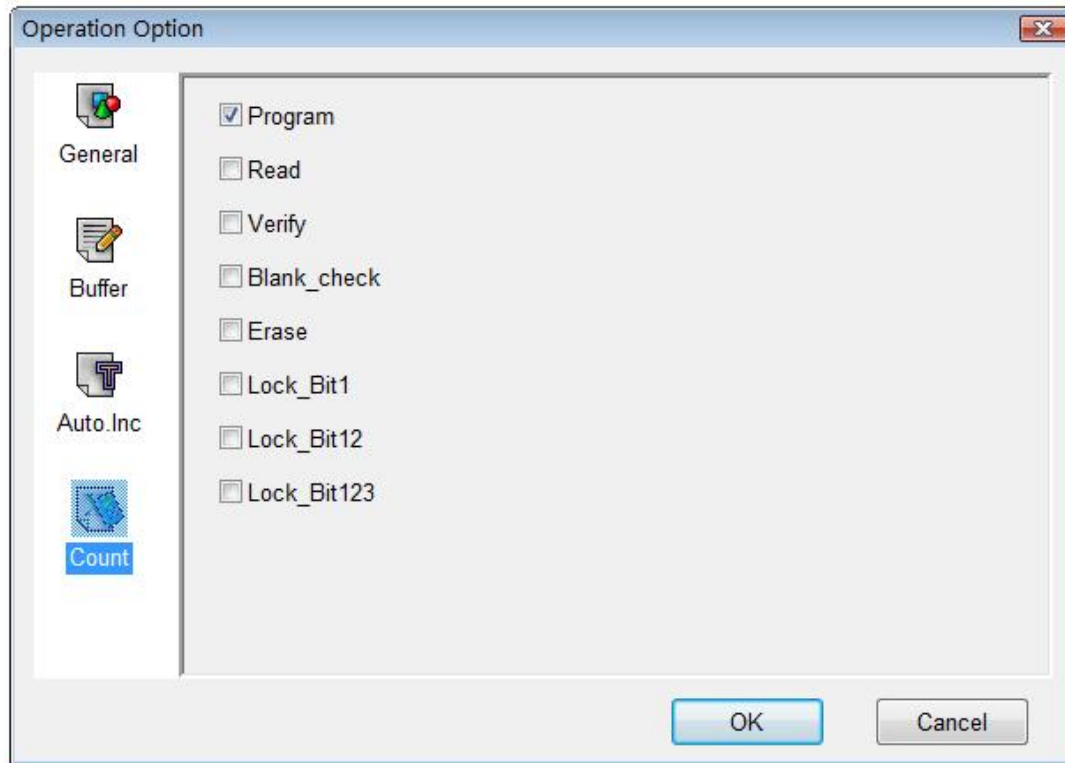 Operation Option
General
Buffer
Auto.Inc
Count
Program
Read
Verify
Blank_check
Erase
Lock_Bit1
Lock_Bit12
Lock_Bit123
OK
Cancel